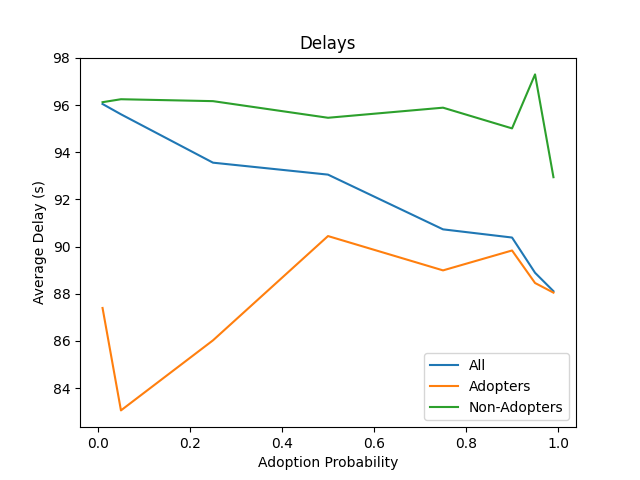 Delays
98
96
94
92
90
88
86
84
Average Delay (s)
0.0 0.2 0.4 0.6 0.8 1.0
Adoption Probability
All
Adopters
Non-Adopters